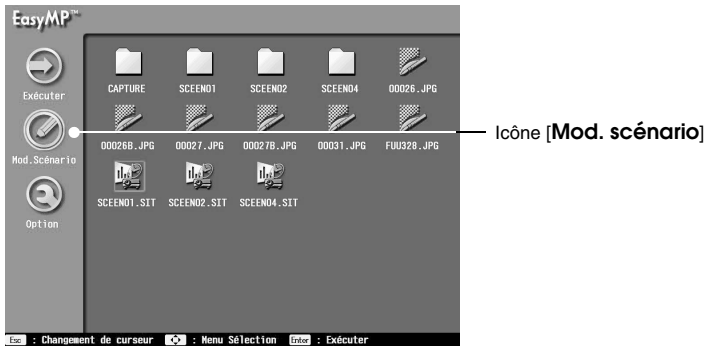 EasyMP™
Exécuter
Mod.Scénario
Option
CAPTURE SCEEN01 SCEEN02 SCEEN04 00026.JPG
00026B.JPG 00027.JPG 00027B.JPG 00031.JPG FUU328.JPG
SCEEN01.SIT SCEEN02.SIT SCEEN04.SIT
Icône [Mod. scénario]
Esc : Changement de curseur : Menu Sélection Enter : Exécuter